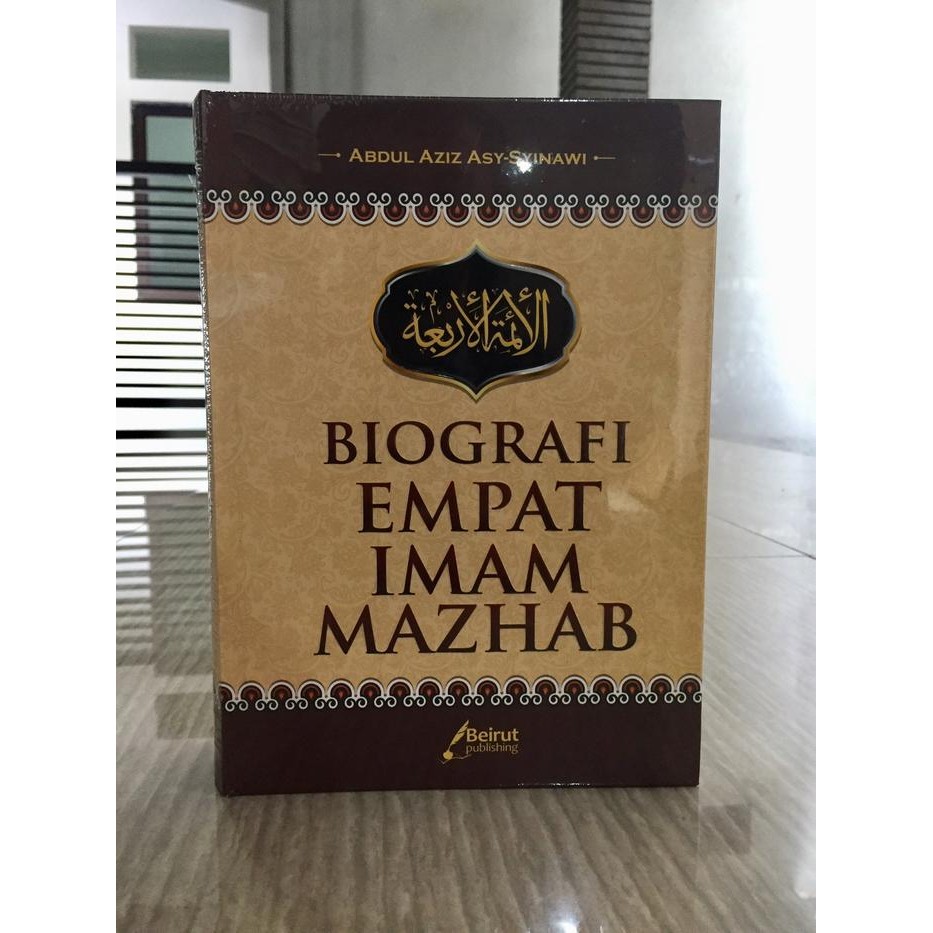 ABDUL AZIZ ASY-SYINAWI
الأئمة الأربعة
BIOGRAFI
EMPAT
IMAM
MAZHAB
Beirut
publishing